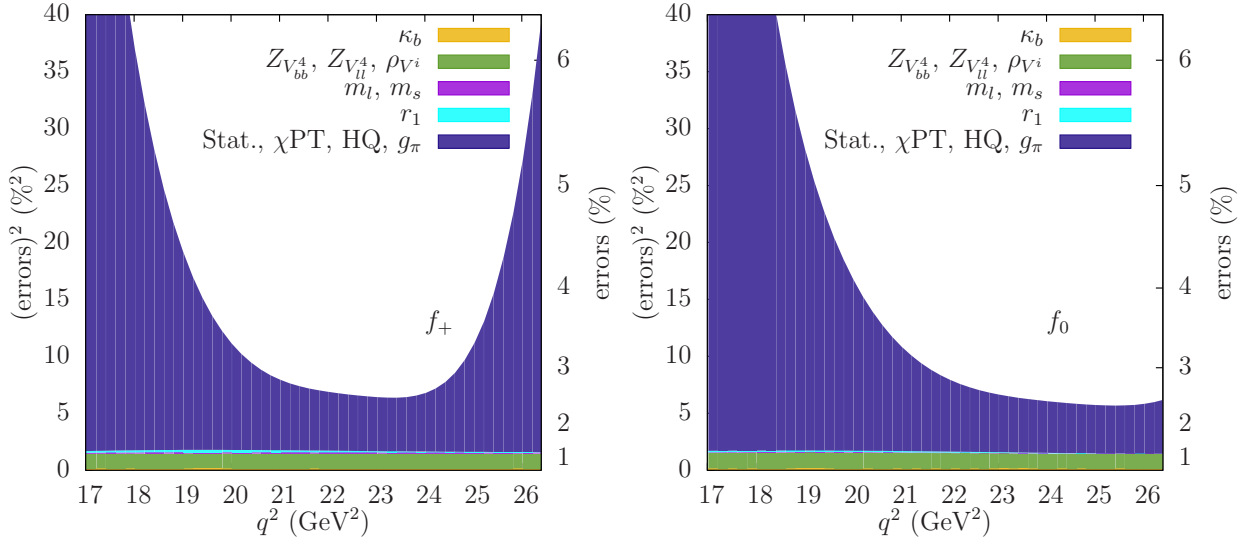 40
35
30
25
20
15
10
5
0
(errors)² (%²)
17 18 19 20 21 22 23 24 25 26
q² (GeV²)
6
5
4
3
2
1
errors (%)
κ_b
Z_{V^4_{bb}}, Z_{V^4_{ll}}, ρ_{V^i}
m_l, m_s
r_1
Stat., χPT, HQ, g_π
f_+
40
35
30
25
20
15
10
5
0
(errors)² (%²)
17 18 19 20 21 22 23 24 25 26
q² (GeV²)
6
5
4
3
2
1
errors (%)
κ_b
Z_{V^4_{bb}}, Z_{V^4_{ll}}, ρ_{V^i}
m_l, m_s
r_1
Stat., χPT, HQ, g_π
f_0